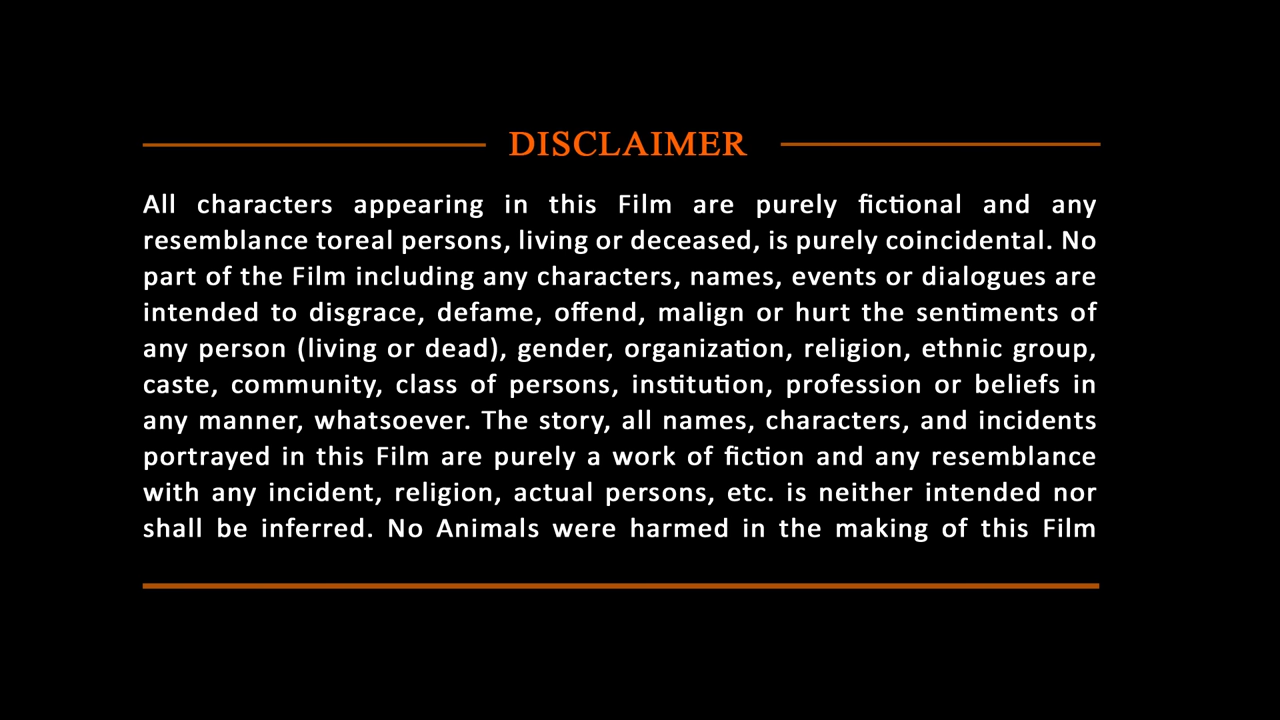 DISCLAIMER
All characters appearing in this Film are purely fictional and any
resemblance toreal persons, living or deceased, is purely coincidental. No
part of the Film including any characters, names, events or dialogues are
intended to disgrace, defame, offend, malign or hurt the sentiments of
any person (living or dead), gender, organization, religion, ethnic group,
caste, community, class of persons, institution, profession or beliefs in
any manner, whatsoever. The story, all names, characters, and incidents
portrayed in this Film are purely a work of fiction and any resemblance
with any incident, religion, actual persons, etc. is neither intended nor
shall be inferred. No Animals were harmed in the making of this Film